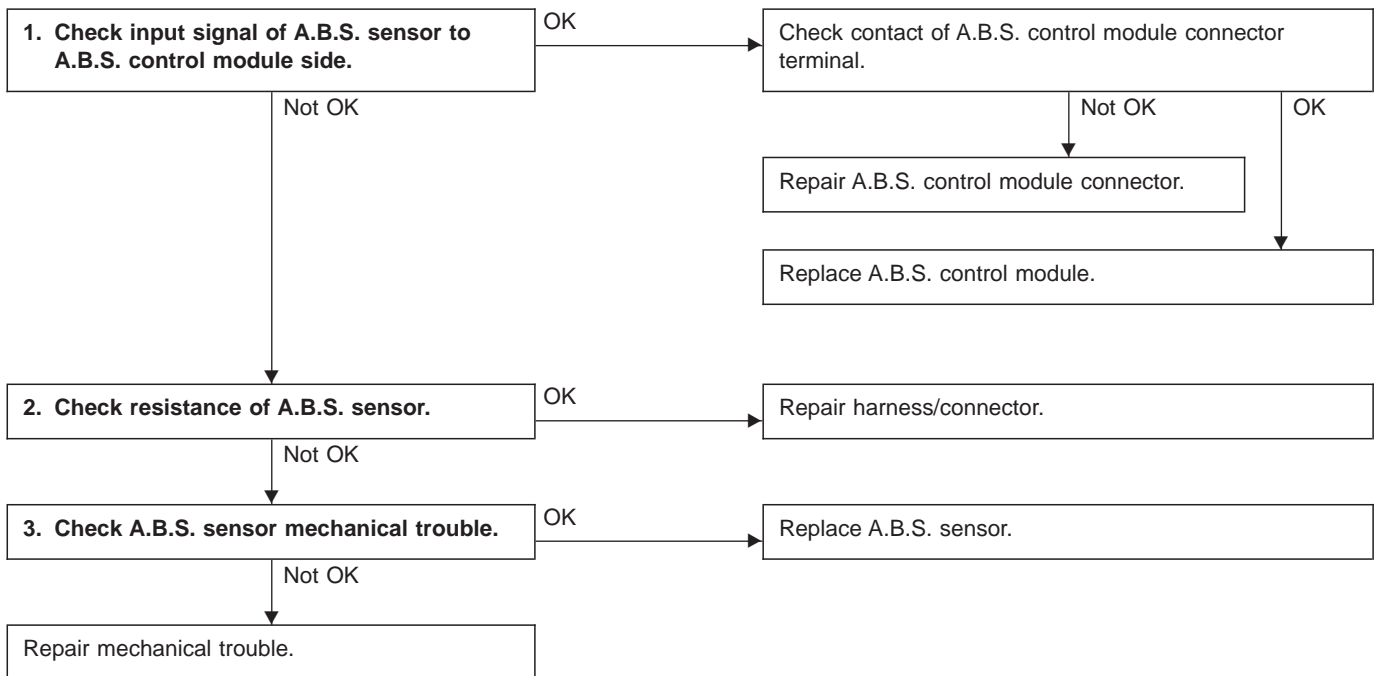 1. Check input signal of A.B.S. sensor to
A.B.S. control module side.
OK
Check contact of A.B.S. control module connector
terminal.
Not OK
Not OK
OK
Repair A.B.S. control module connector.
Replace A.B.S. control module.
2. Check resistance of A.B.S. sensor.
OK
Repair harness/connector.
Not OK
3. Check A.B.S. sensor mechanical trouble.
OK
Replace A.B.S. sensor.
Not OK
Repair mechanical trouble.